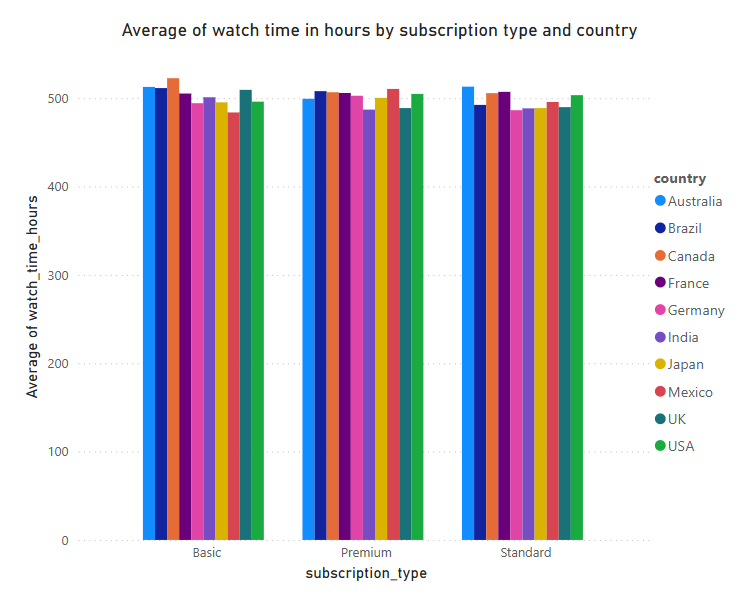 Average of watch time in hours by subscription type and country
Average of watch_time_hours
500
400
300
200
100
0
Basic
Premium
Standard
subscription_type
country
Australia
Brazil
Canada
France
Germany
India
Japan
Mexico
UK
USA